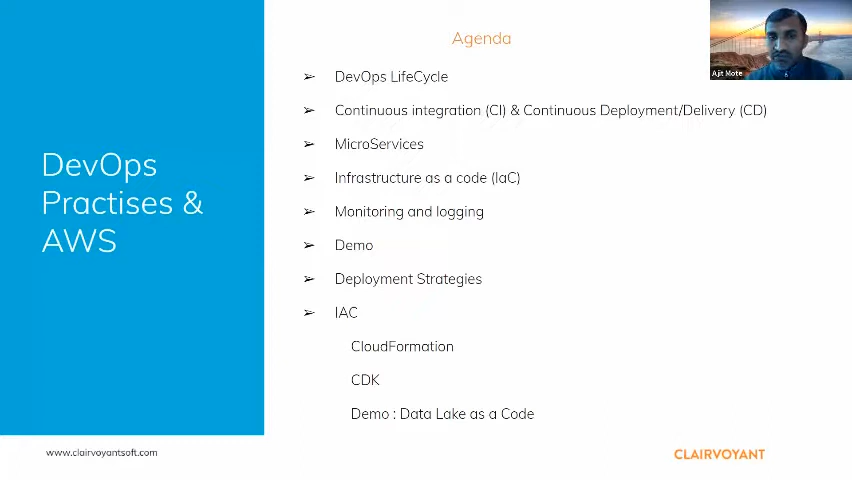 Agenda
DevOps Practises & AWS
➢ DevOps LifeCycle
➢ Continuous integration (CI) & Continuous Deployment/Delivery (CD)
➢ MicroServices
➢ Infrastructure as a code (IaC)
➢ Monitoring and logging
➢ Demo
➢ Deployment Strategies
➢ IAC
CloudFormation
CDK
Demo : Data Lake as a Code
www.clairvoyantsoft.com
CLAIRVOYANT
Ajit Mote